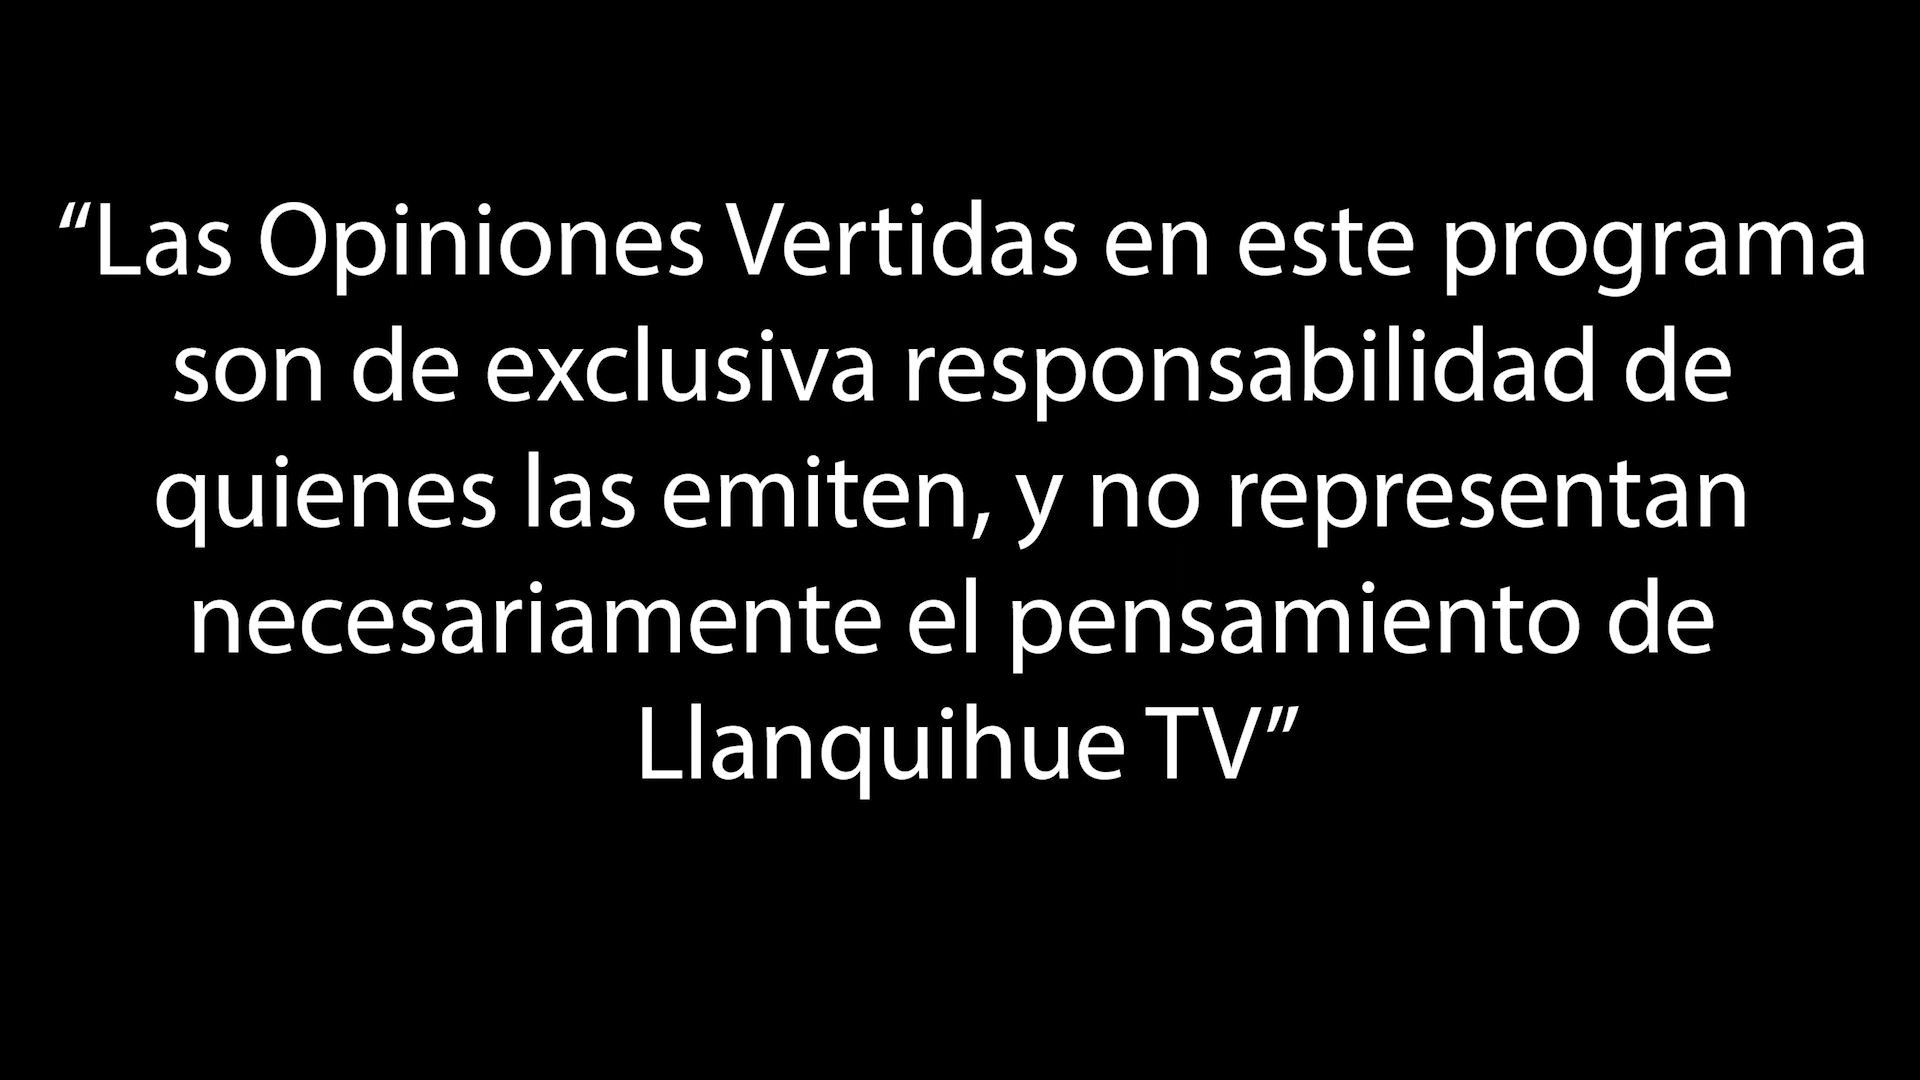 “Las Opiniones Vertidas en este programa
son de exclusiva responsabilidad de
quienes las emiten, y no representan
necesariamente el pensamiento de
Llanquihue TV”